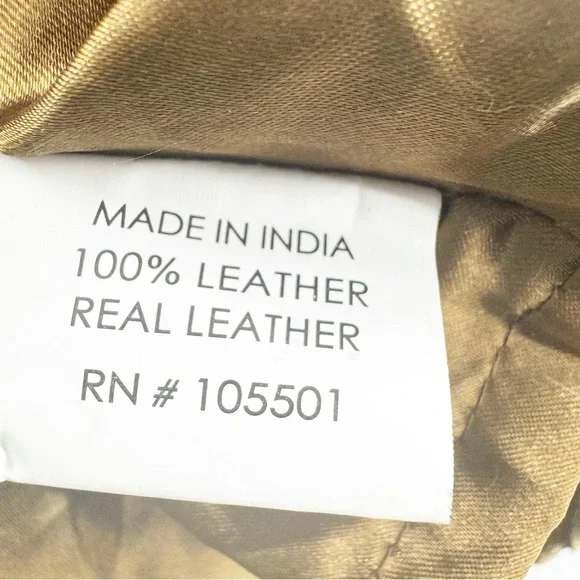 MADE IN INDIA
100% LEATHER
REAL LEATHER
RN # 105501